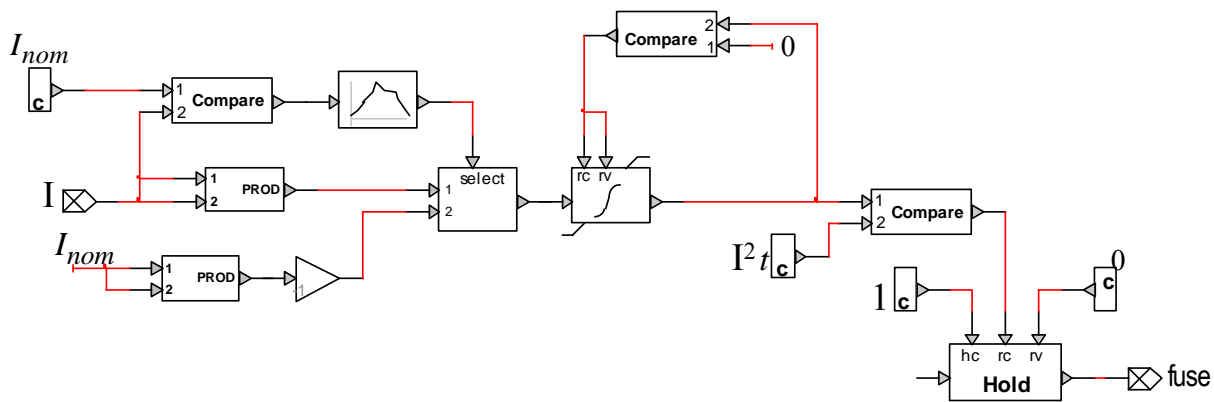 I_nom
c
1
2
Compare
2
1
Compare
0
I
1
2
PROD
select
1
2
rc rv
I_nom
1
2
PROD
-1
1
2
Compare
I² t
c
1
c
c
0
hc rc rv
Hold
fuse